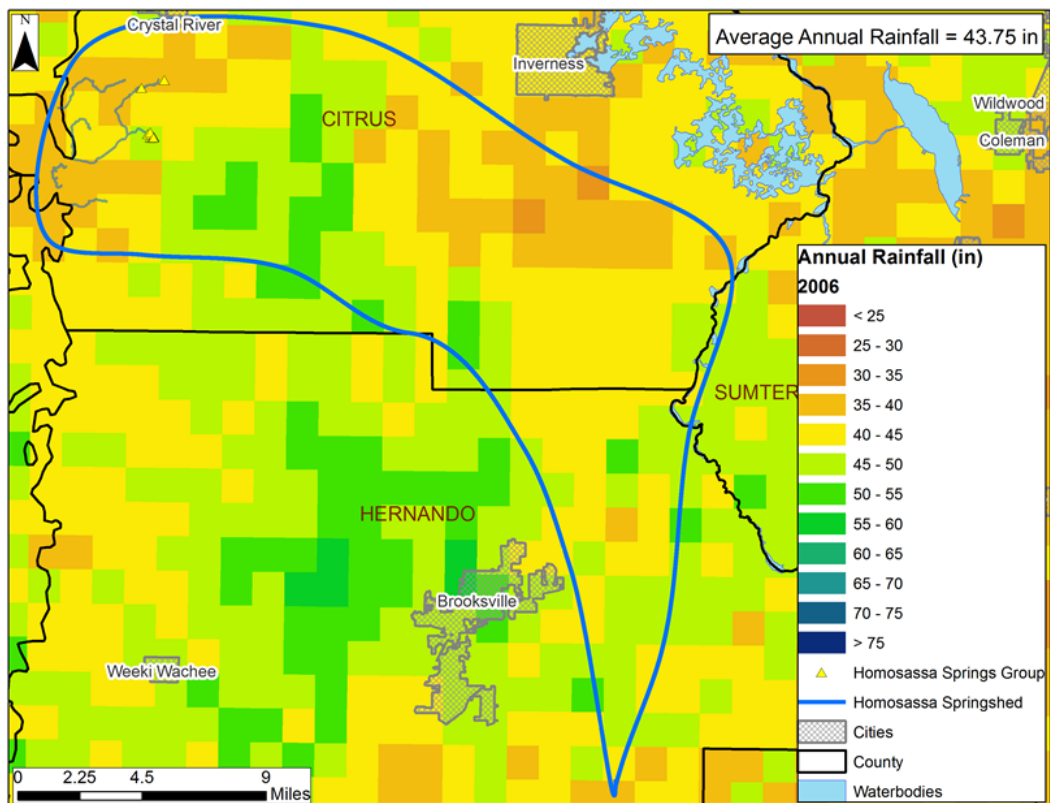 N
Crystal River
Average Annual Rainfall = 43.75 in
Inverness
CITRUS
Wildwood
Coleman
Annual Rainfall (in)
2006
< 25
25 - 30
30 - 35
35 - 40
40 - 45
45 - 50
50 - 55
55 - 60
60 - 65
65 - 70
70 - 75
> 75
Homosassa Springs Group
Homosassa Springshed
Cities
County
Waterbodies
SUMTER
HERNANDO
Brooksville
Weeki Wachee
0 2.25 4.5 9
Miles